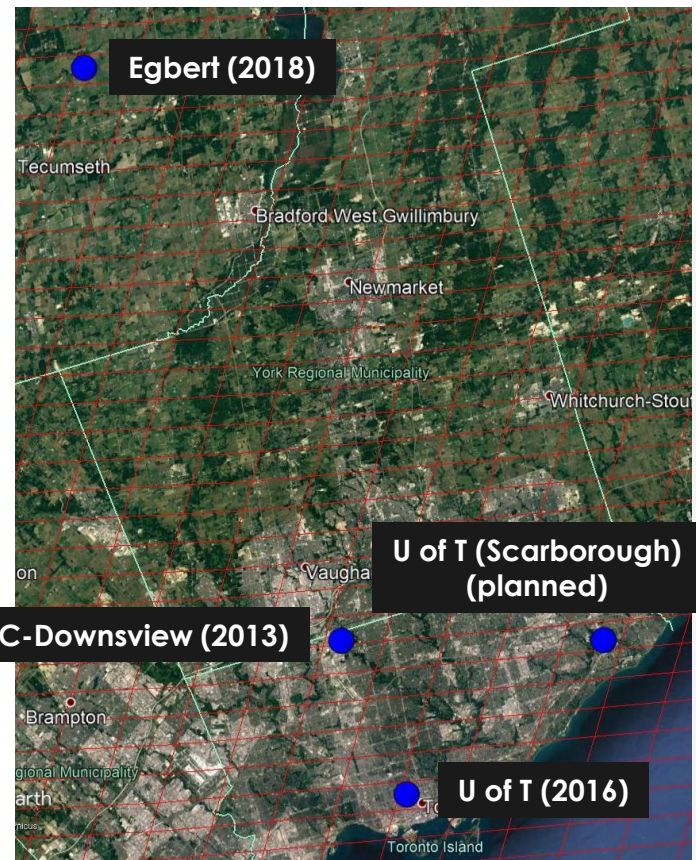 Egbert (2018)
Tecumseth
Bradford West Gwillimbury
Newmarket
York Regional Municipality
Whitchurch-Stouf
U of T (Scarborough)
(planned)
on
Vaugha
C-Downsview (2013)
Brampton
gional Municipality
arth
U of T (2016)
To
Toronto Island